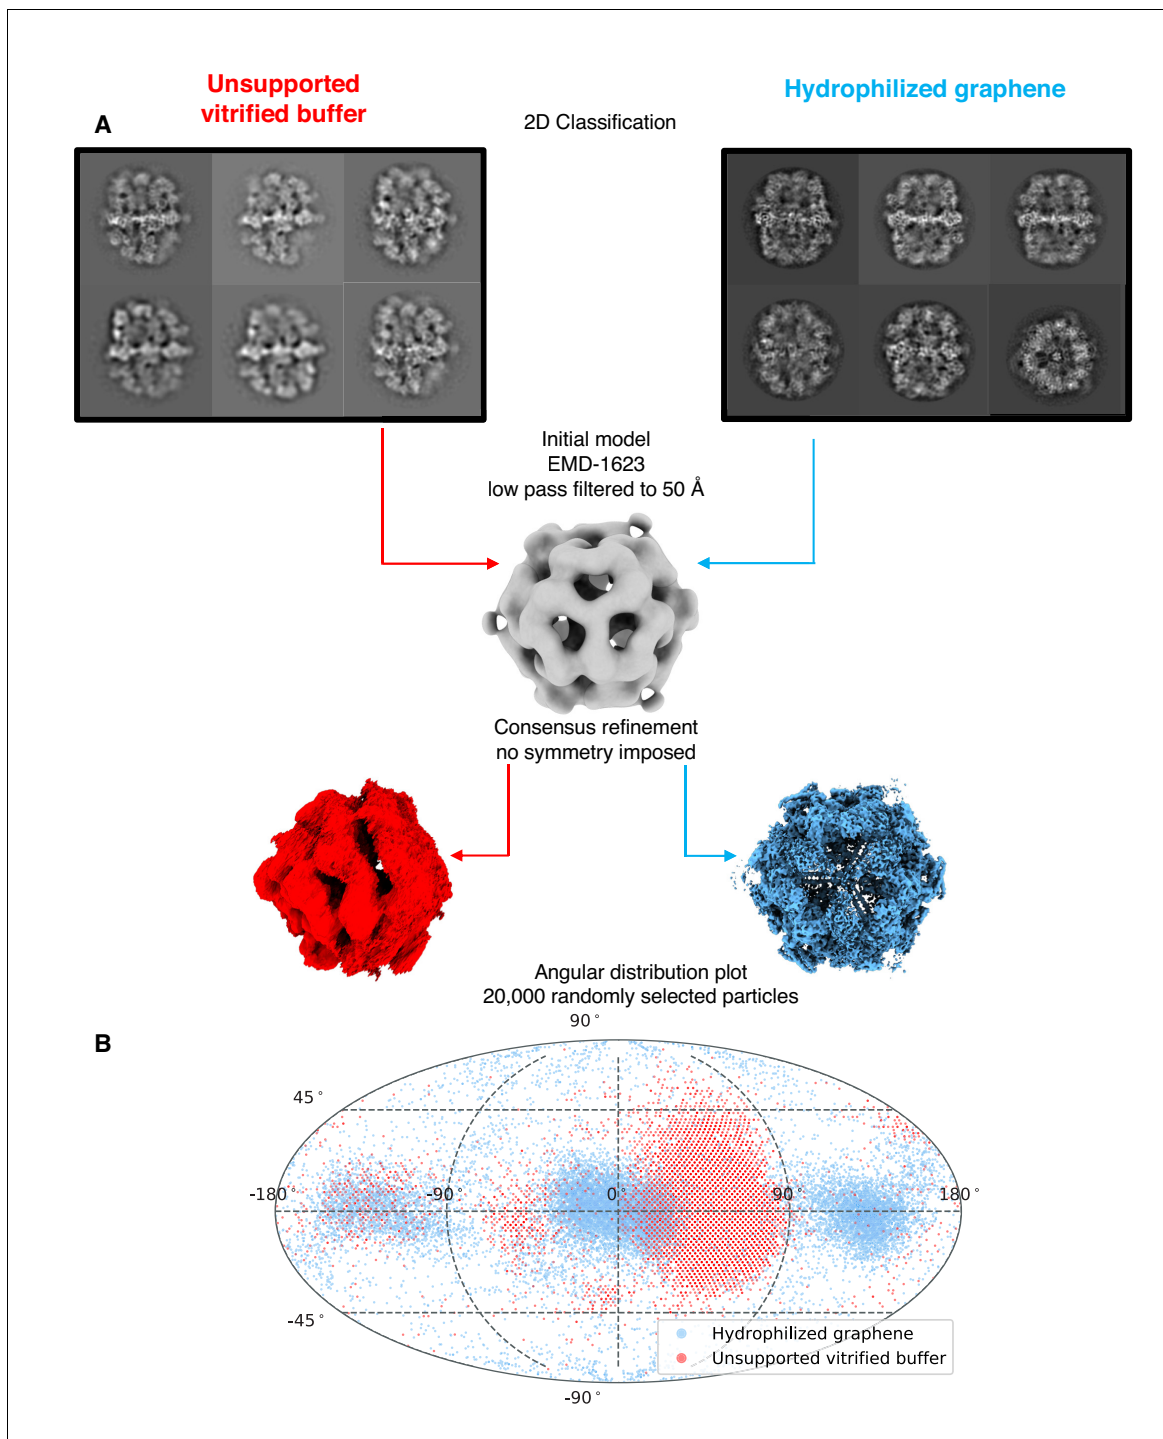 Unsupported
vitrified buffer
Hydrophilized graphene
A
2D Classification
Initial model
EMD-1623
low pass filtered to 50 Å
Consensus refinement
no symmetry imposed
Angular distribution plot
20,000 randomly selected particles
B
90°
45°
-180°
-90°
0°
90°
180°
-45°
Hydrophilized graphene
Unsupported vitrified buffer
-90°